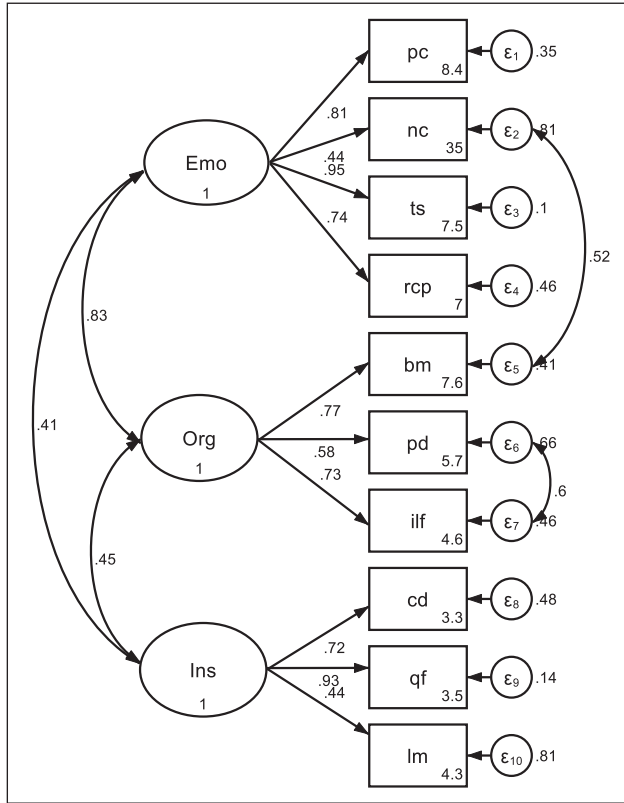 pc
8.4
ε1 .35
.81
nc
35
ε2 .81
Emo
1
.44
.95
ts
7.5
ε3 .1
.74
.52
rcp
7
ε4 .46
.83
bm
7.6
ε5 .41
.77
.41
Org
1
.58
pd
5.7
ε6 .66
.73
.6
ilf
4.6
ε7 .46
.45
cd
3.3
ε8 .48
.72
Ins
1
.93
.44
qf
3.5
ε9 .14
lm
4.3
ε10 .81